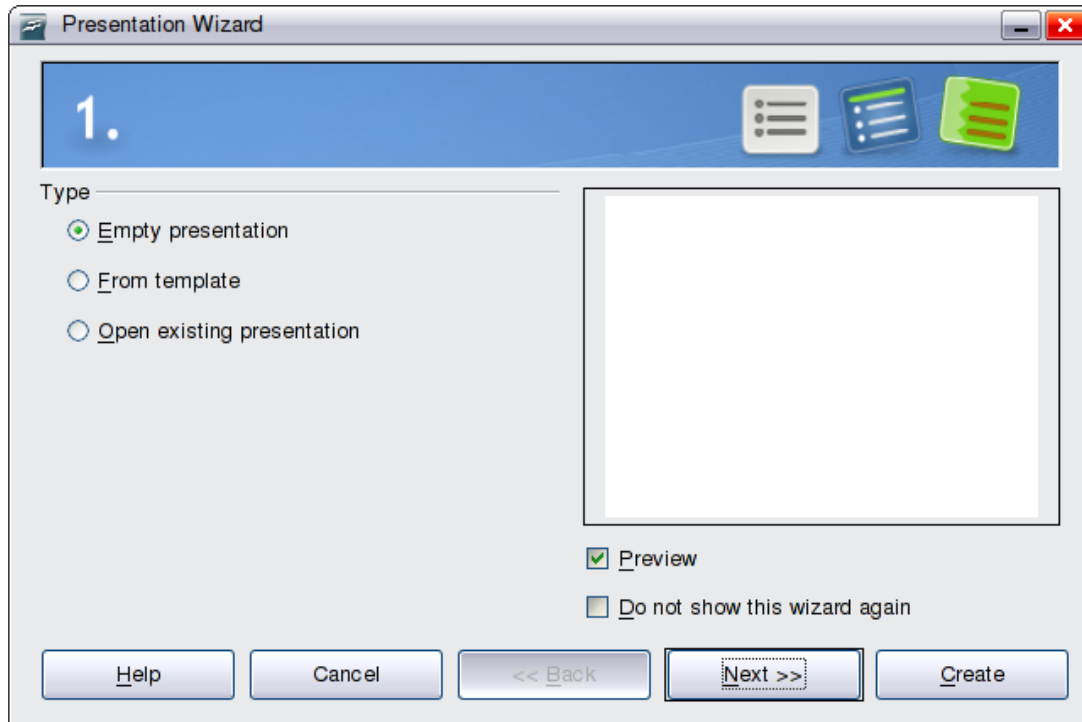 Presentation Wizard
1.
Type
Empty presentation
From template
Open existing presentation
Preview
Do not show this wizard again
Help
Cancel
<< Back
Next >>
Create